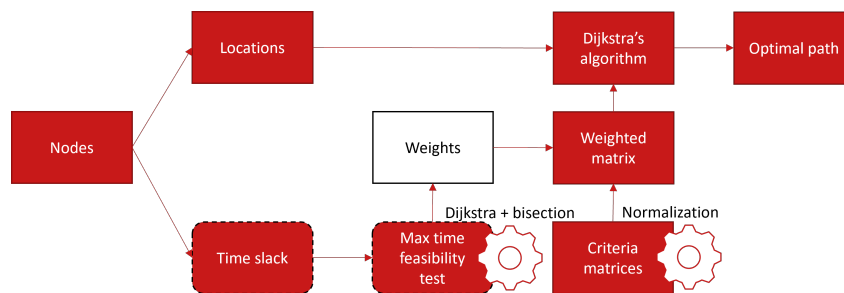 Locations
Dijkstra's
algorithm
Optimal path
Nodes
Weights
Weighted
matrix
Dijkstra + bisection
Normalization
Time slack
Max time
feasibility
test
Criteria
matrices